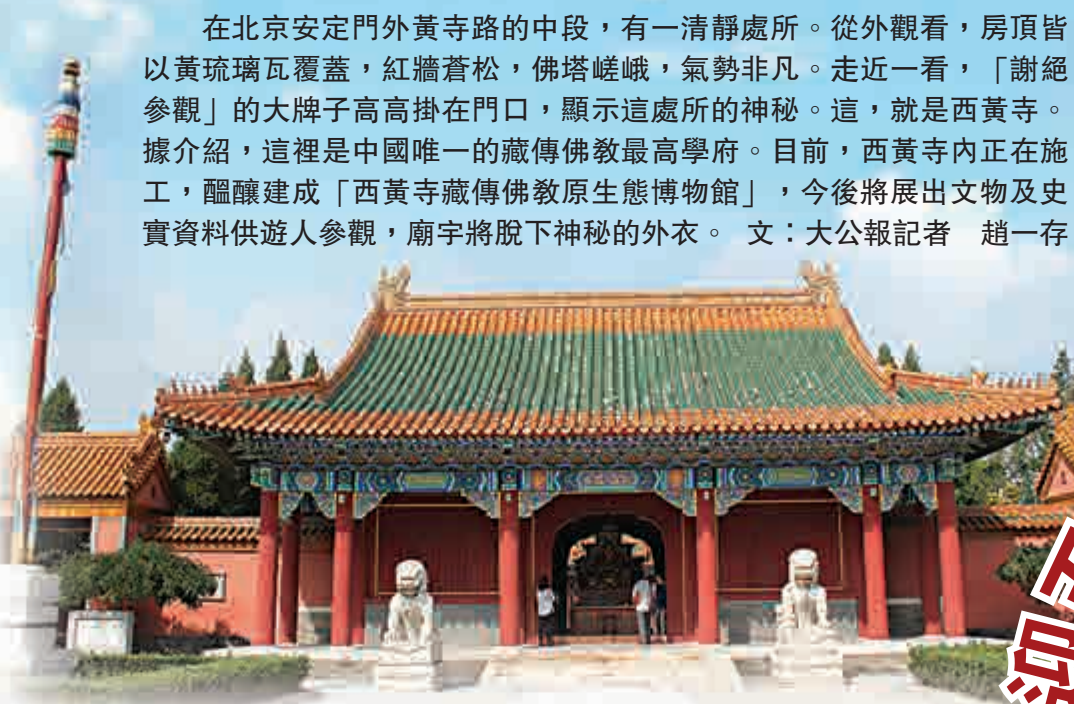 在北京安定門外黃寺路的中段，有一清靜處所。從外觀看，房頂皆
以黃琉璃瓦覆蓋，紅牆蒼松，佛塔嵯峨，氣勢非凡。走近一看，「謝絕
參觀」的大牌子高高掛在門口，顯示這處所的神秘。這，就是西黃寺。
據介紹，這裡是中國唯一的藏傳佛教最高學府。目前，西黃寺內正在施
工，醞釀建成「西黃寺藏傳佛教原生態博物館」，今後將展出文物及史
實資料供遊人參觀，廟宇將脫下神秘的外衣。 文：大公報記者　趙一存